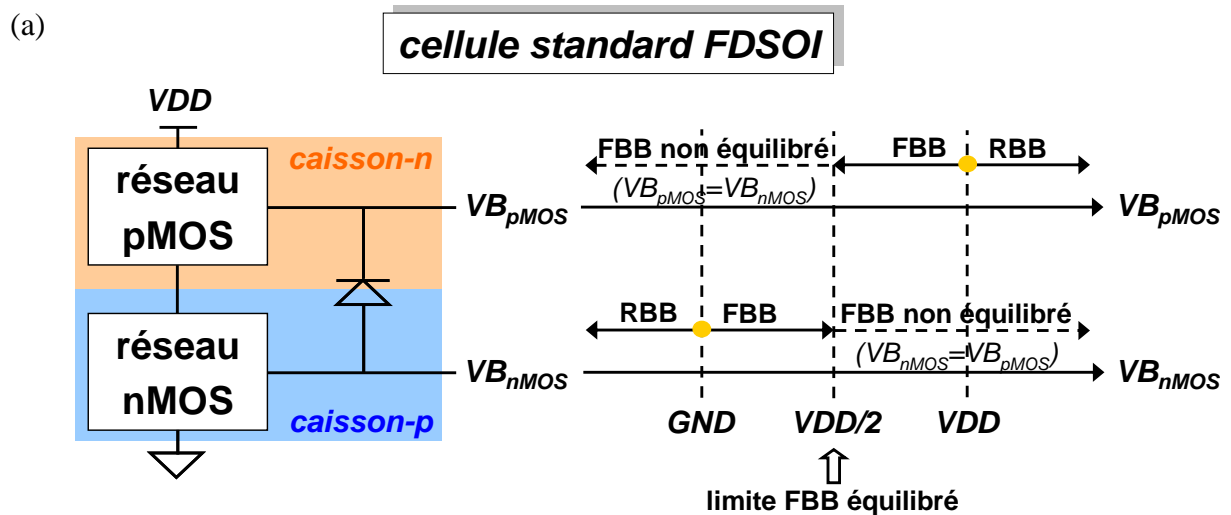 (a)
cellule standard FDSOI
VDD
caisson-n
réseau
pMOS
VB_pMOS
FBB non équilibré
FBB
RBB
(VB_pMOS=VB_nMOS)
VB_pMOS
réseau
nMOS
caisson-p
VB_nMOS
RBB
FBB
FBB non équilibré
(VB_nMOS=VB_pMOS)
VB_nMOS
GND
VDD/2
VDD
limite FBB équilibré